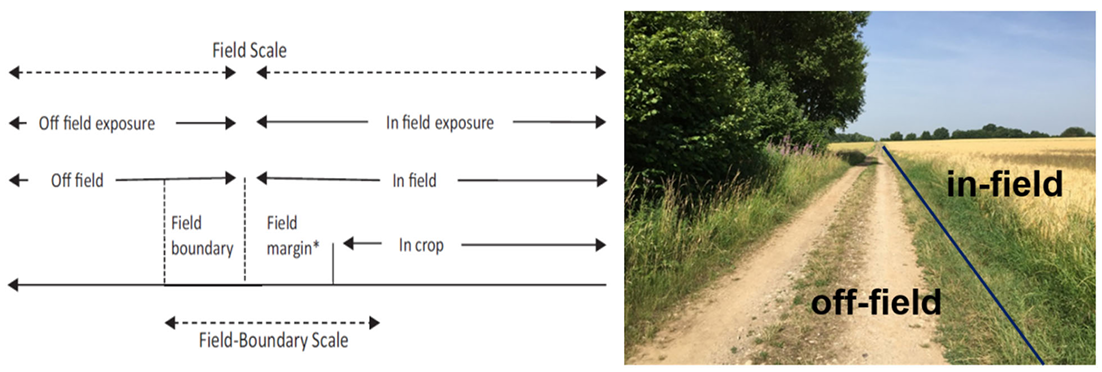 Field Scale
Off field exposure
In field exposure
Off field
In field
Field
boundary
Field
margin*
In crop
Field-Boundary Scale
in-field
off-field